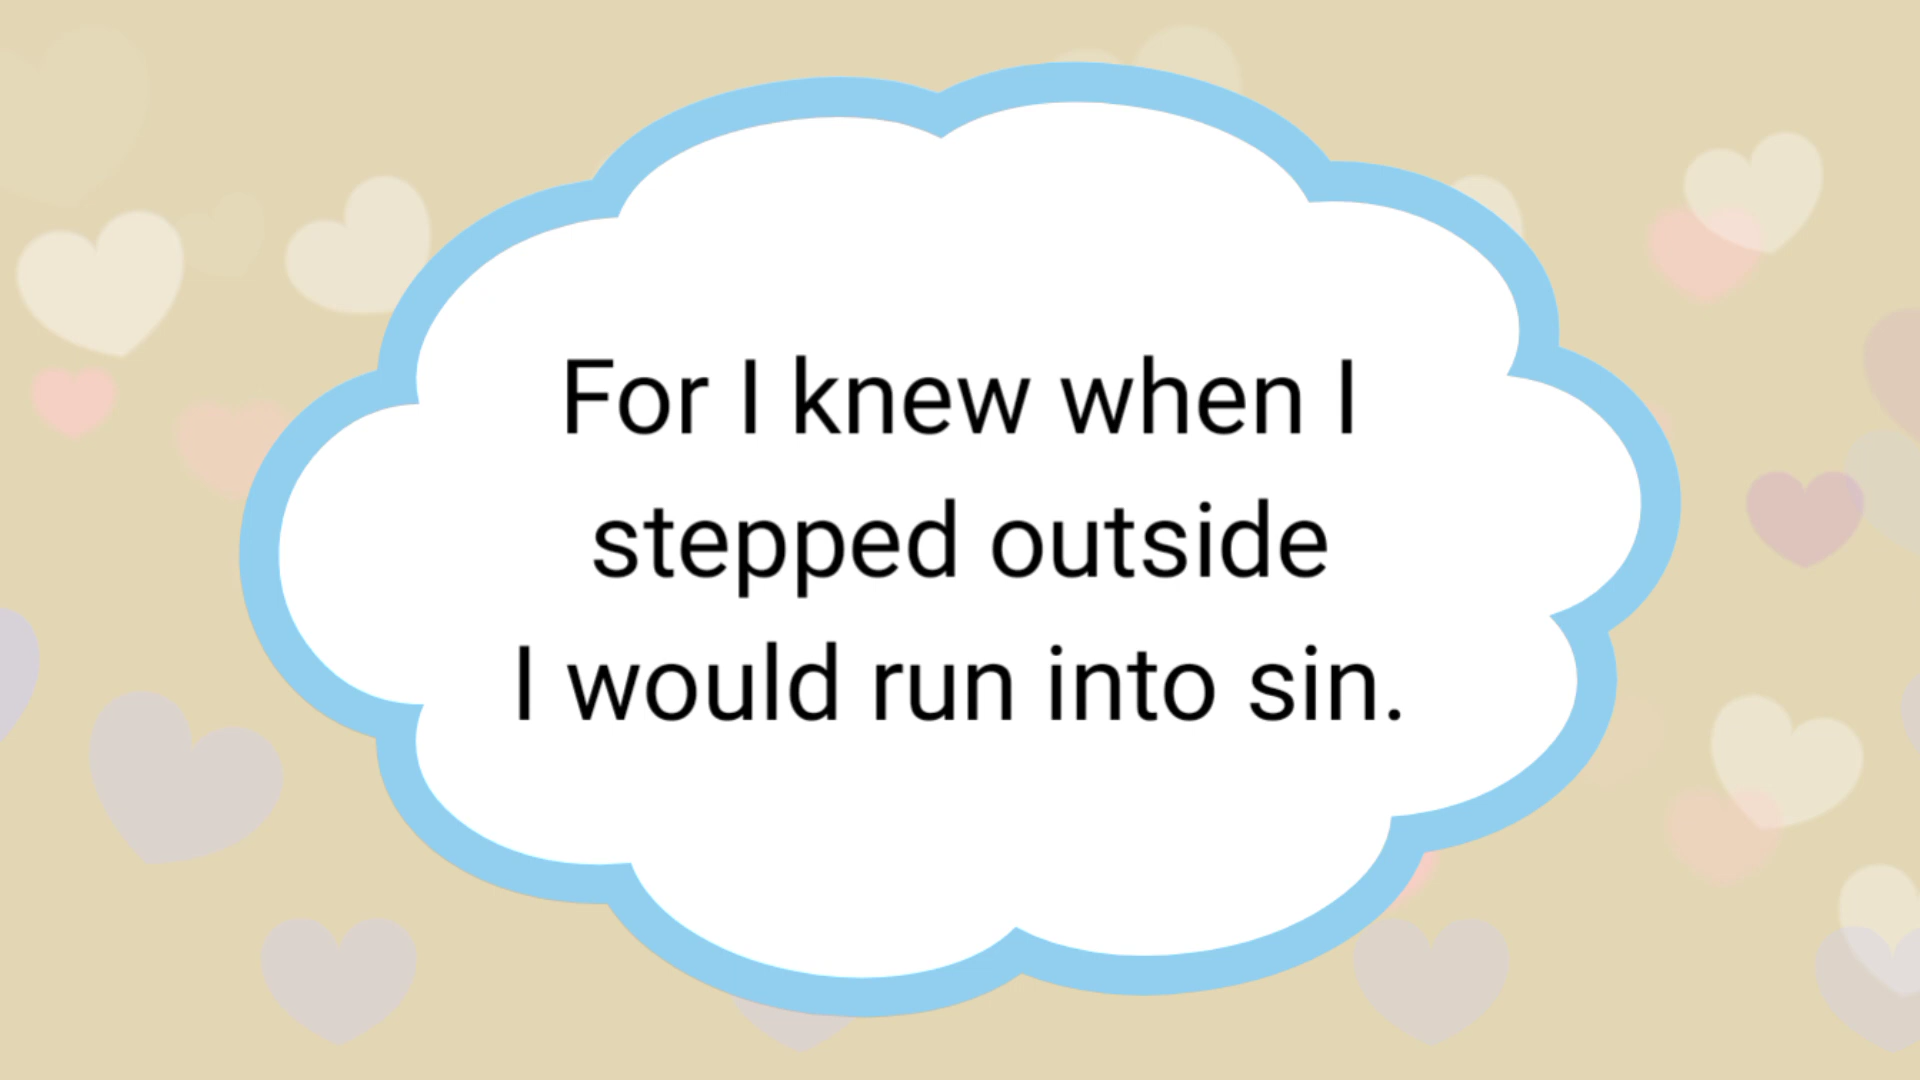 For I knew when I
stepped outside
I would run into sin.